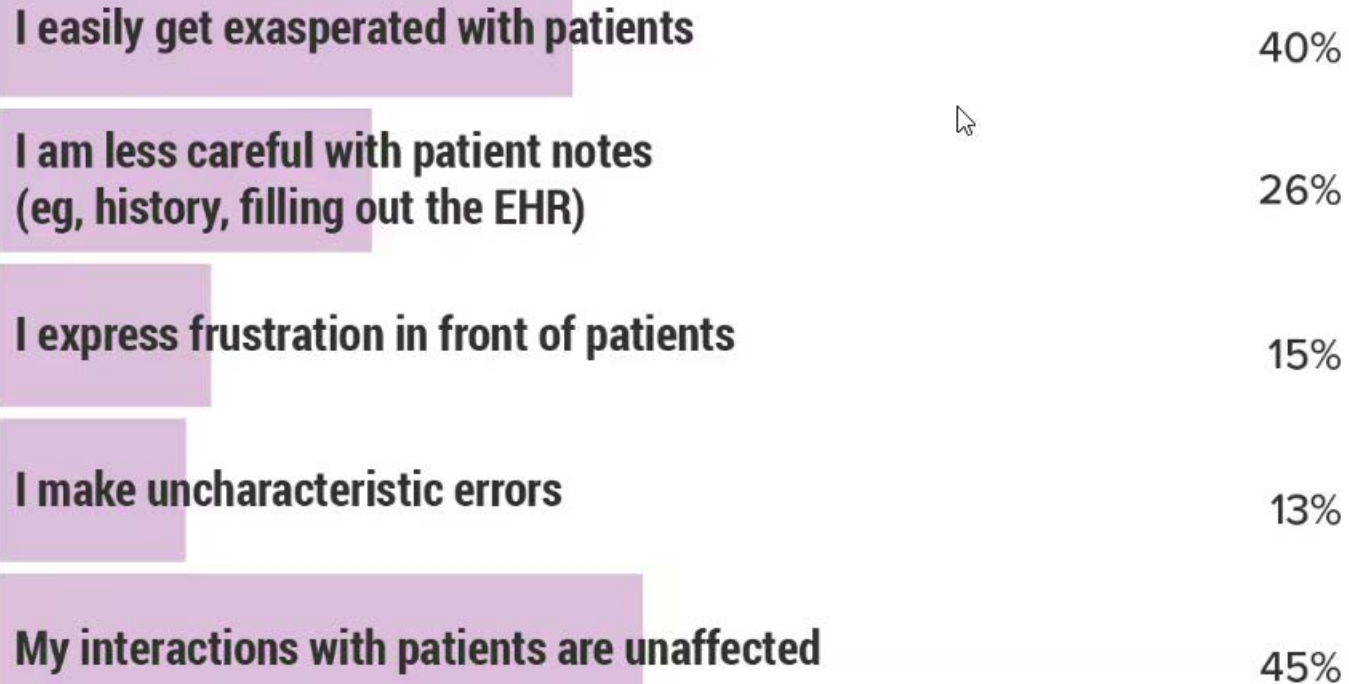 I easily get exasperated with patients
40%
I am less careful with patient notes
(eg, history, filling out the EHR)
26%
I express frustration in front of patients
15%
I make uncharacteristic errors
13%
My interactions with patients are unaffected
45%